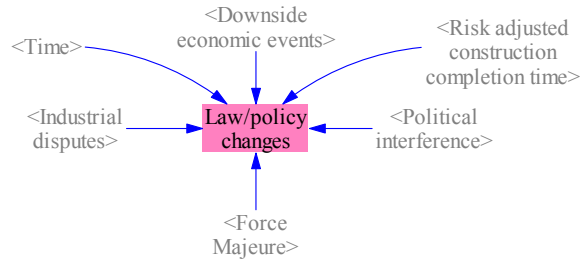 <Downside
economic events>
<Risk adjusted
construction
completion time>
<Time>
<Industrial
disputes>
Law/policy
changes
<Political
interference>
<Force
Majeure>